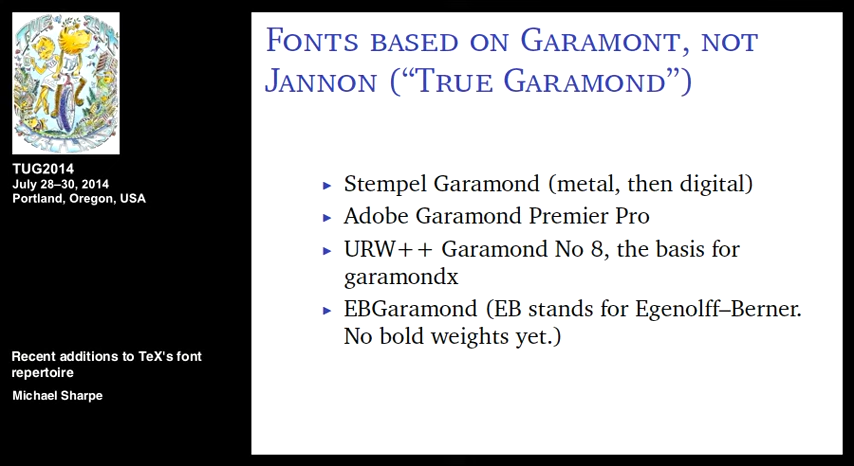 TUG2014
July 28–30, 2014
Portland, Oregon, USA
Recent additions to TeX's font
repertoire
Michael Sharpe
Fonts based on Garamont, not
Jannon (“True Garamond”)
▸ Stempel Garamond (metal, then digital)
▸ Adobe Garamond Premier Pro
▸ URW++ Garamond No 8, the basis for
garamondx
▸ EBGaramond (EB stands for Egenolff–Berner.
No bold weights yet.)